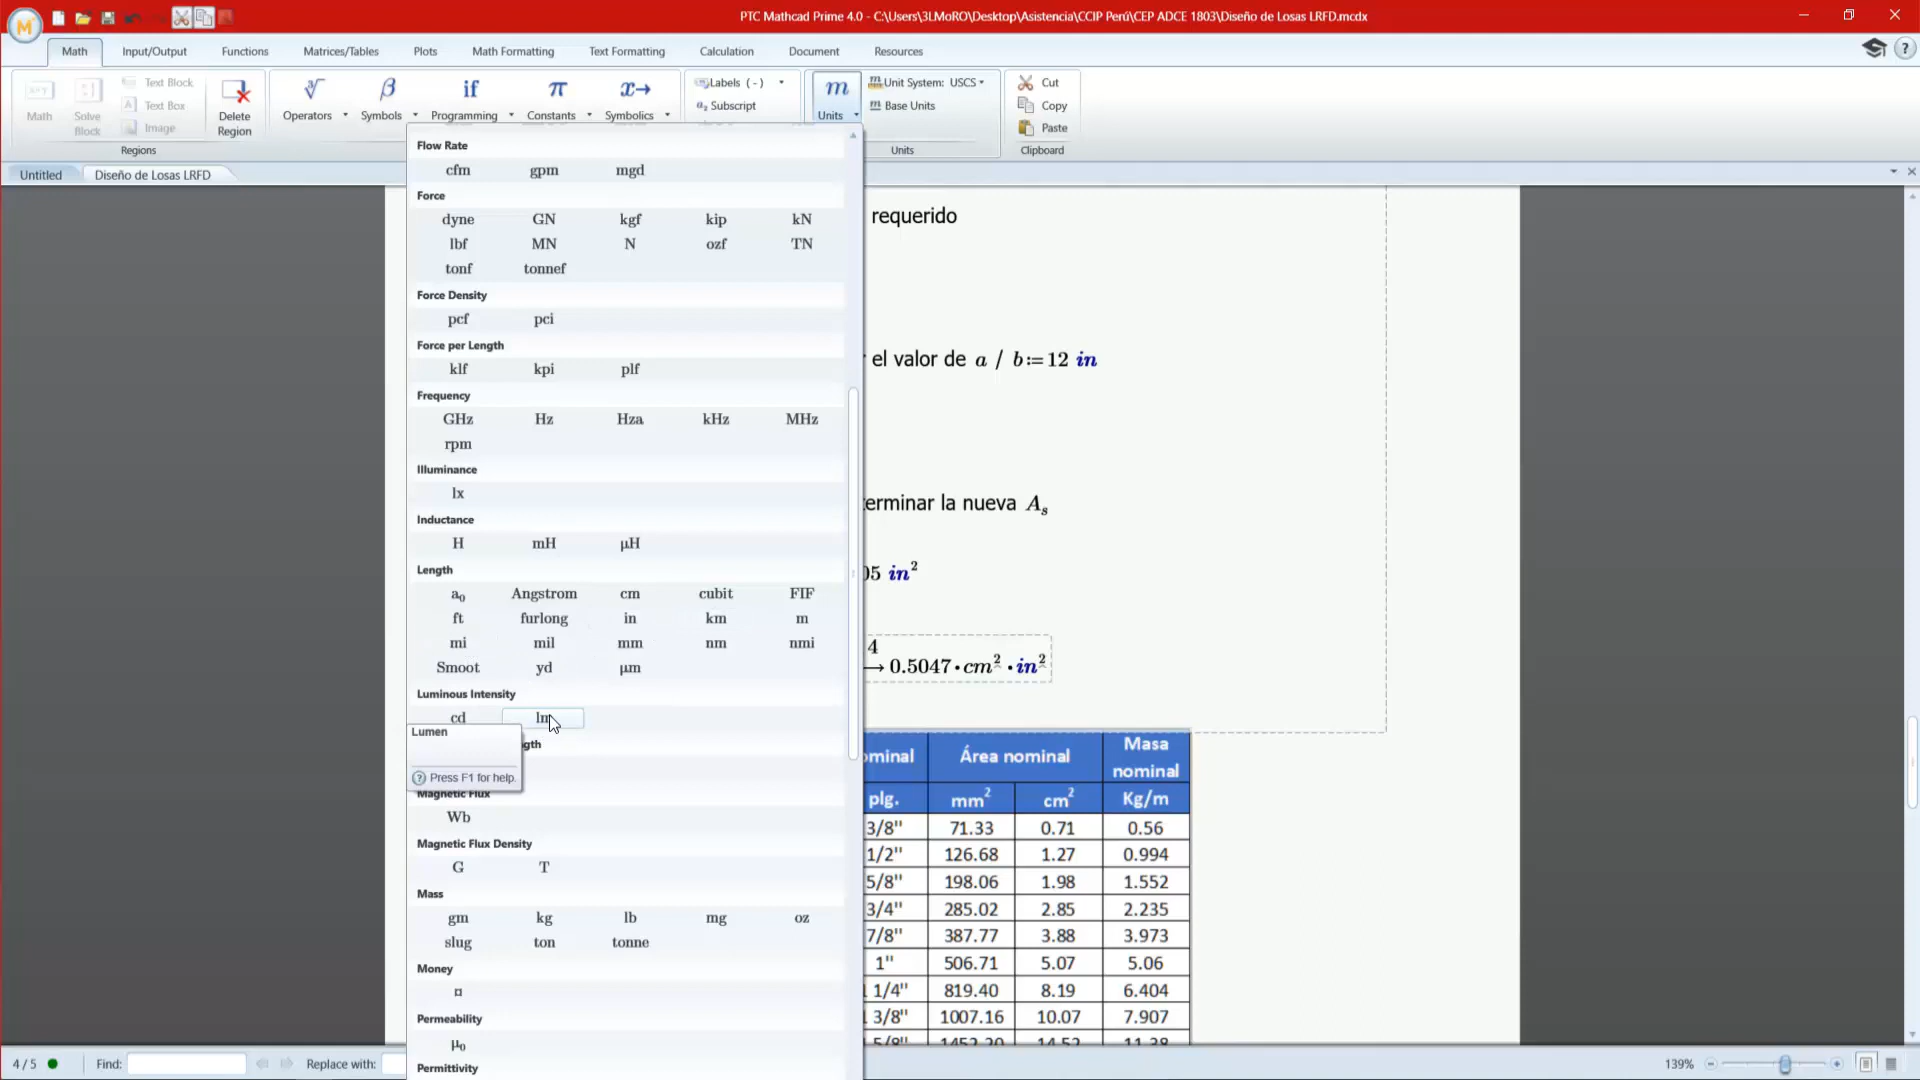 PTC Mathcad Prime 4.0 - C:\Users\3LMoRO\Desktop\Asistencia\CCIP Perú\CEP ADCE 1803\Diseño de Losas LRFD.mcdx
Math Input/Output Functions Matrices/Tables Plots Math Formatting Text Formatting Calculation Document Resources
Math
Solve Block
Text Block
Text Box
Image
Delete Region
Regions
Operators
Symbols
if
Programming
π
Constants
Symbolics
Labels ( - )
Subscript
Units
Unit System: USCS
Base Units
Units
Cut
Copy
Paste
Clipboard
Untitled Diseño de Losas LRFD
Flow Rate
cfm gpm mgd
Force
dyne GN kgf kip kN
lbf MN N ozf TN
tonf tonnef
Force Density
pcf pci
Force per Length
klf kpi plf
Frequency
GHz Hz Hza kHz MHz
rpm
Illuminance
lx
Inductance
H mH μH
Length
a₀ Angstrom cm cubit FIF
ft furlong in km m
mi mil mm nm nmi
Smoot yd μm
Luminous Intensity
cd
Lumen
Press F1 for help.
Magnetic Flux
Wb
Magnetic Flux Density
G T
Mass
gm kg lb mg oz
slug ton tonne
Money
¤
Permeability
μ₀
Permittivity
requerido
el valor de a / b≔12 in
la nueva Aₛ
05 in²
4
→ 0.5047•cm²•in²
Área nominal Masa nominal
plg. mm² cm² Kg/m
3/8" 71.33 0.71 0.56
1/2" 126.68 1.27 0.994
5/8" 198.06 1.98 1.552
3/4" 285.02 2.85 2.235
7/8" 387.77 3.88 3.973
1" 506.71 5.07 5.06
1 1/4" 819.40 8.19 6.404
1 3/8" 1007.16 10.07 7.907
1452.20 14.52 11.38
4 / 5 Find: Replace with: 139%